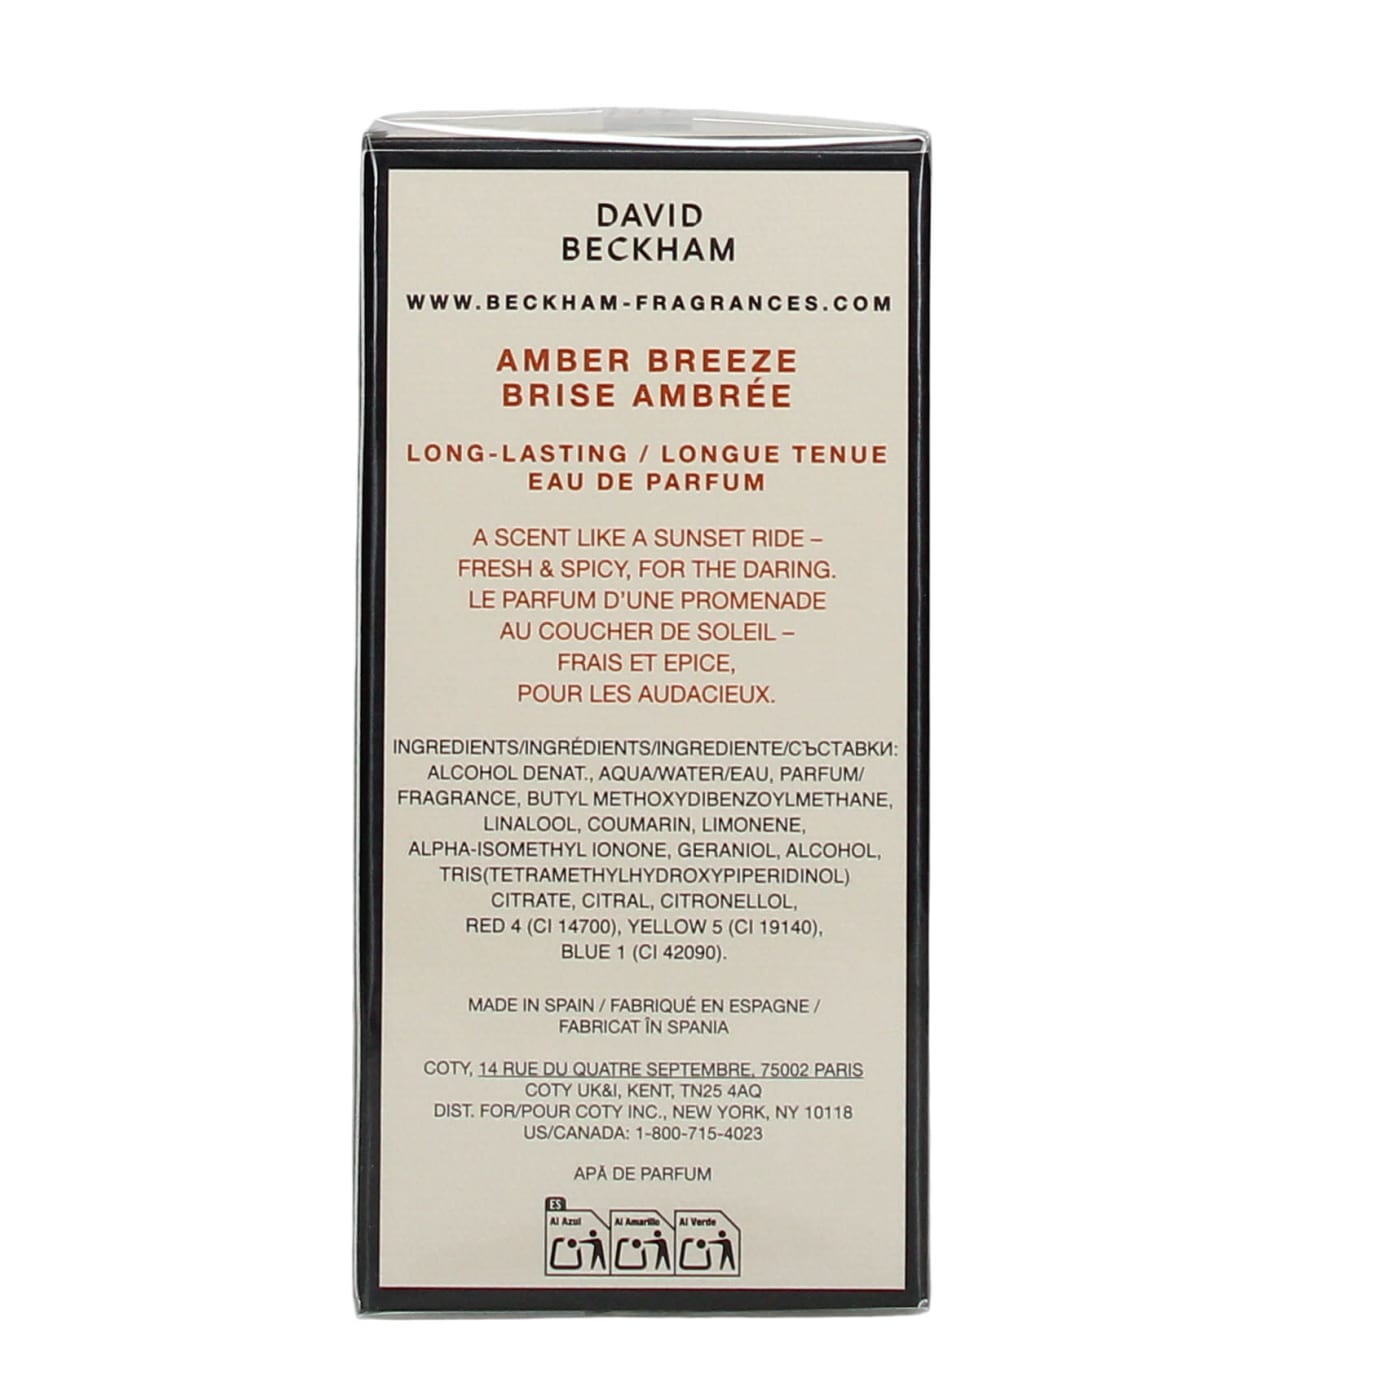 DAVID
BECKHAM
WWW.BECKHAM-FRAGRANCES.COM
AMBER BREEZE
BRISE AMBRÉE
LONG-LASTING / LONGUE TENUE
EAU DE PARFUM
A SCENT LIKE A SUNSET RIDE –
FRESH & SPICY, FOR THE DARING.
LE PARFUM D'UNE PROMENADE
AU COUCHER DE SOLEIL –
FRAIS ET EPICE,
POUR LES AUDACIEUX.
INGREDIENTS/INGRÉDIENTS/INGREDIENTE/СЪСТАВКИ:
ALCOHOL DENAT., AQUA/WATER/EAU, PARFUM/
FRAGRANCE, BUTYL METHOXYDIBENZOYLMETHANE,
LINALOOL, COUMARIN, LIMONENE,
ALPHA-ISOMETHYL IONONE, GERANIOL, ALCOHOL,
TRIS(TETRAMETHYLHYDROXYPIPERIDINOL)
CITRATE, CITRAL, CITRONELLOL,
RED 4 (CI 14700), YELLOW 5 (CI 19140),
BLUE 1 (CI 42090).
MADE IN SPAIN / FABRIQUÉ EN ESPAGNE /
FABRICAT ÎN SPANIA
COTY, 14 RUE DU QUATRE SEPTEMBRE, 75002 PARIS
COTY UK&I, KENT, TN25 4AQ
DIST. FOR/POUR COTY INC., NEW YORK, NY 10118
US/CANADA: 1-800-715-4023
APĂ DE PARFUM
ES
Al Azul Al Amarillo Al Verde